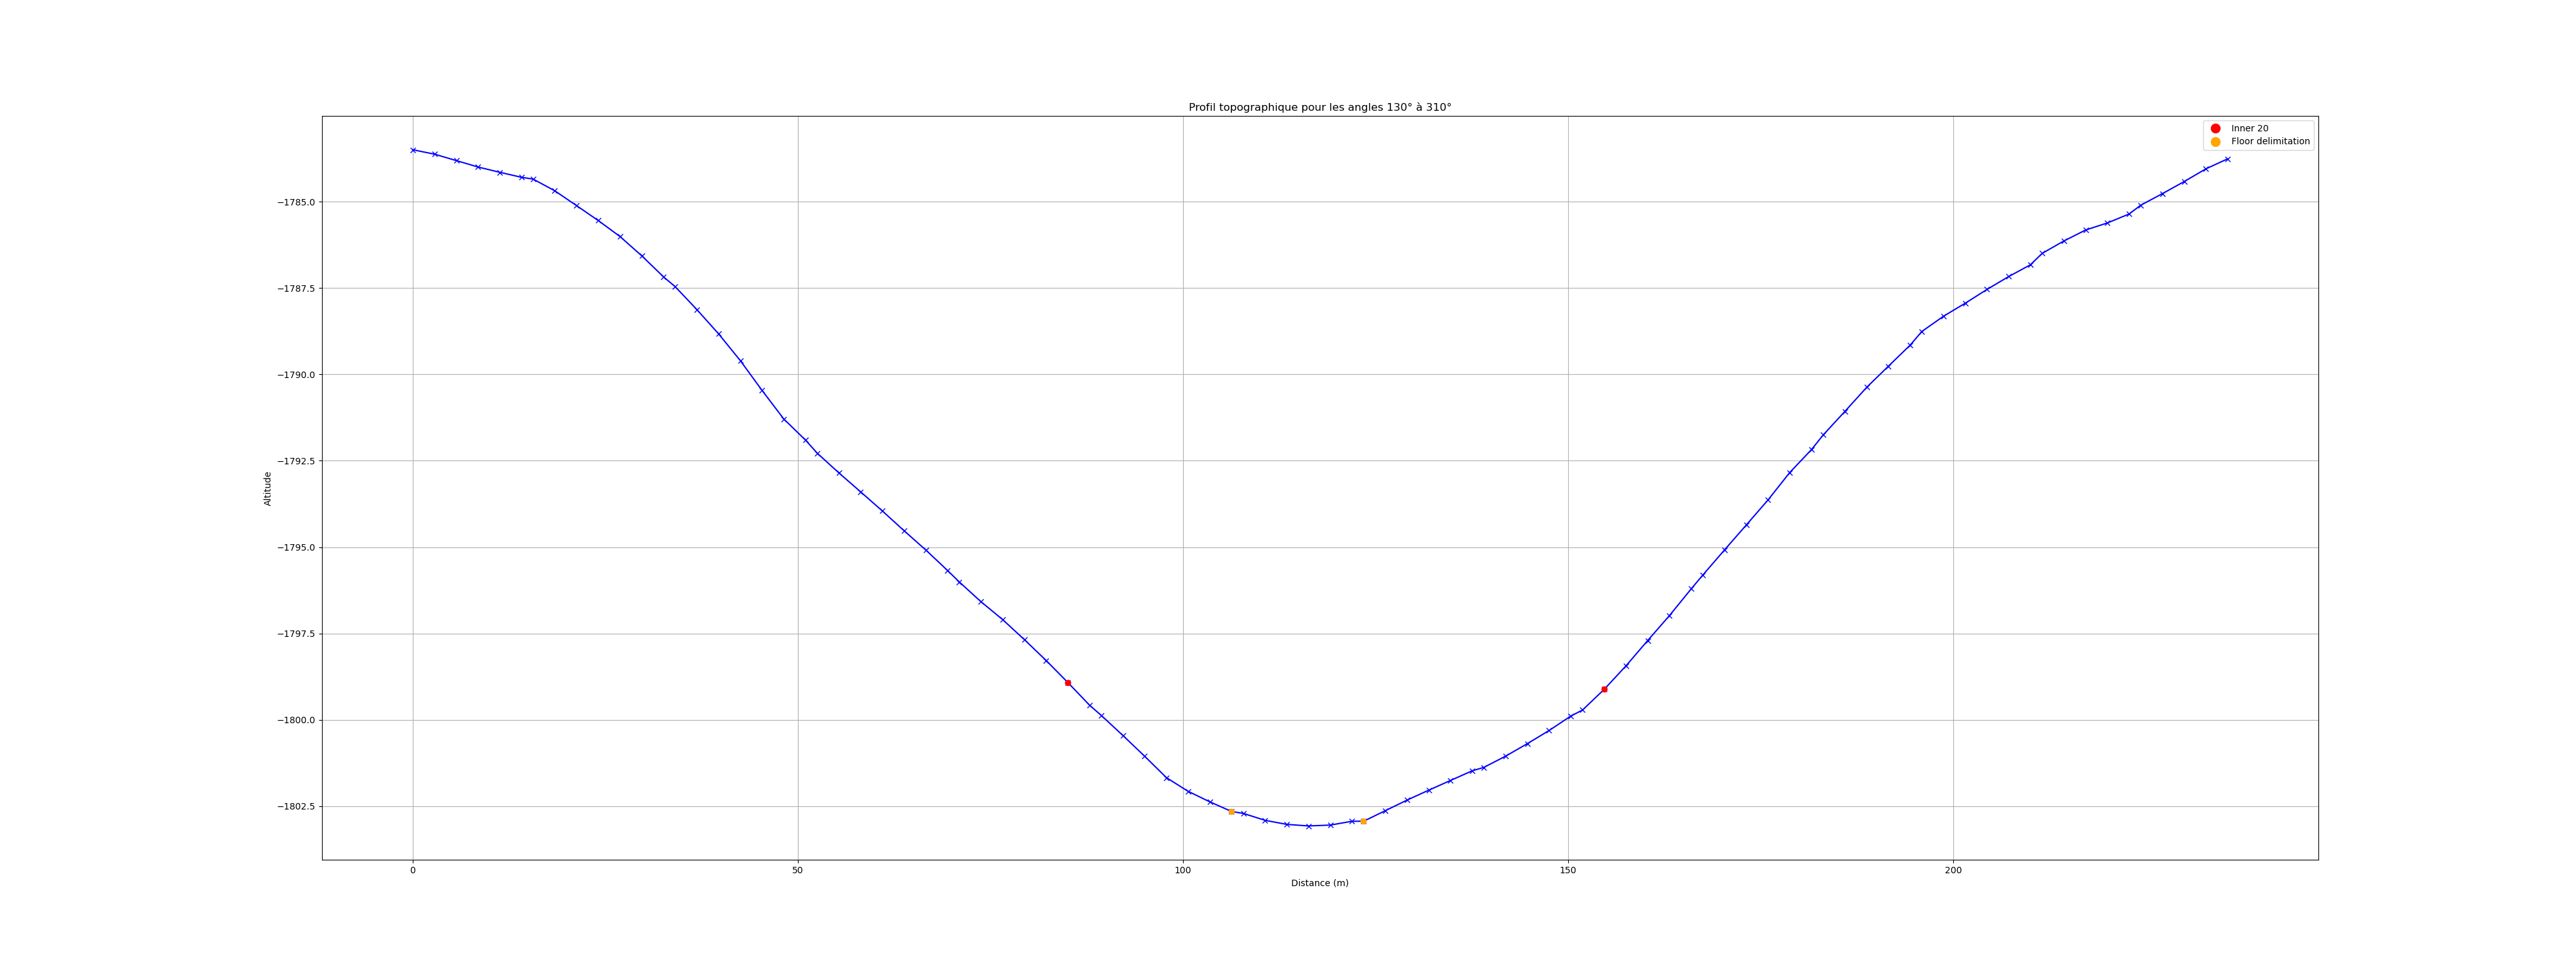 Profil topographique pour les angles 130° à 310°
Inner 20
Floor delimitation
−1785.0
−1787.5
−1790.0
−1792.5
−1795.0
−1797.5
−1800.0
−1802.5
Altitude
0 50 100 150 200
Distance (m)